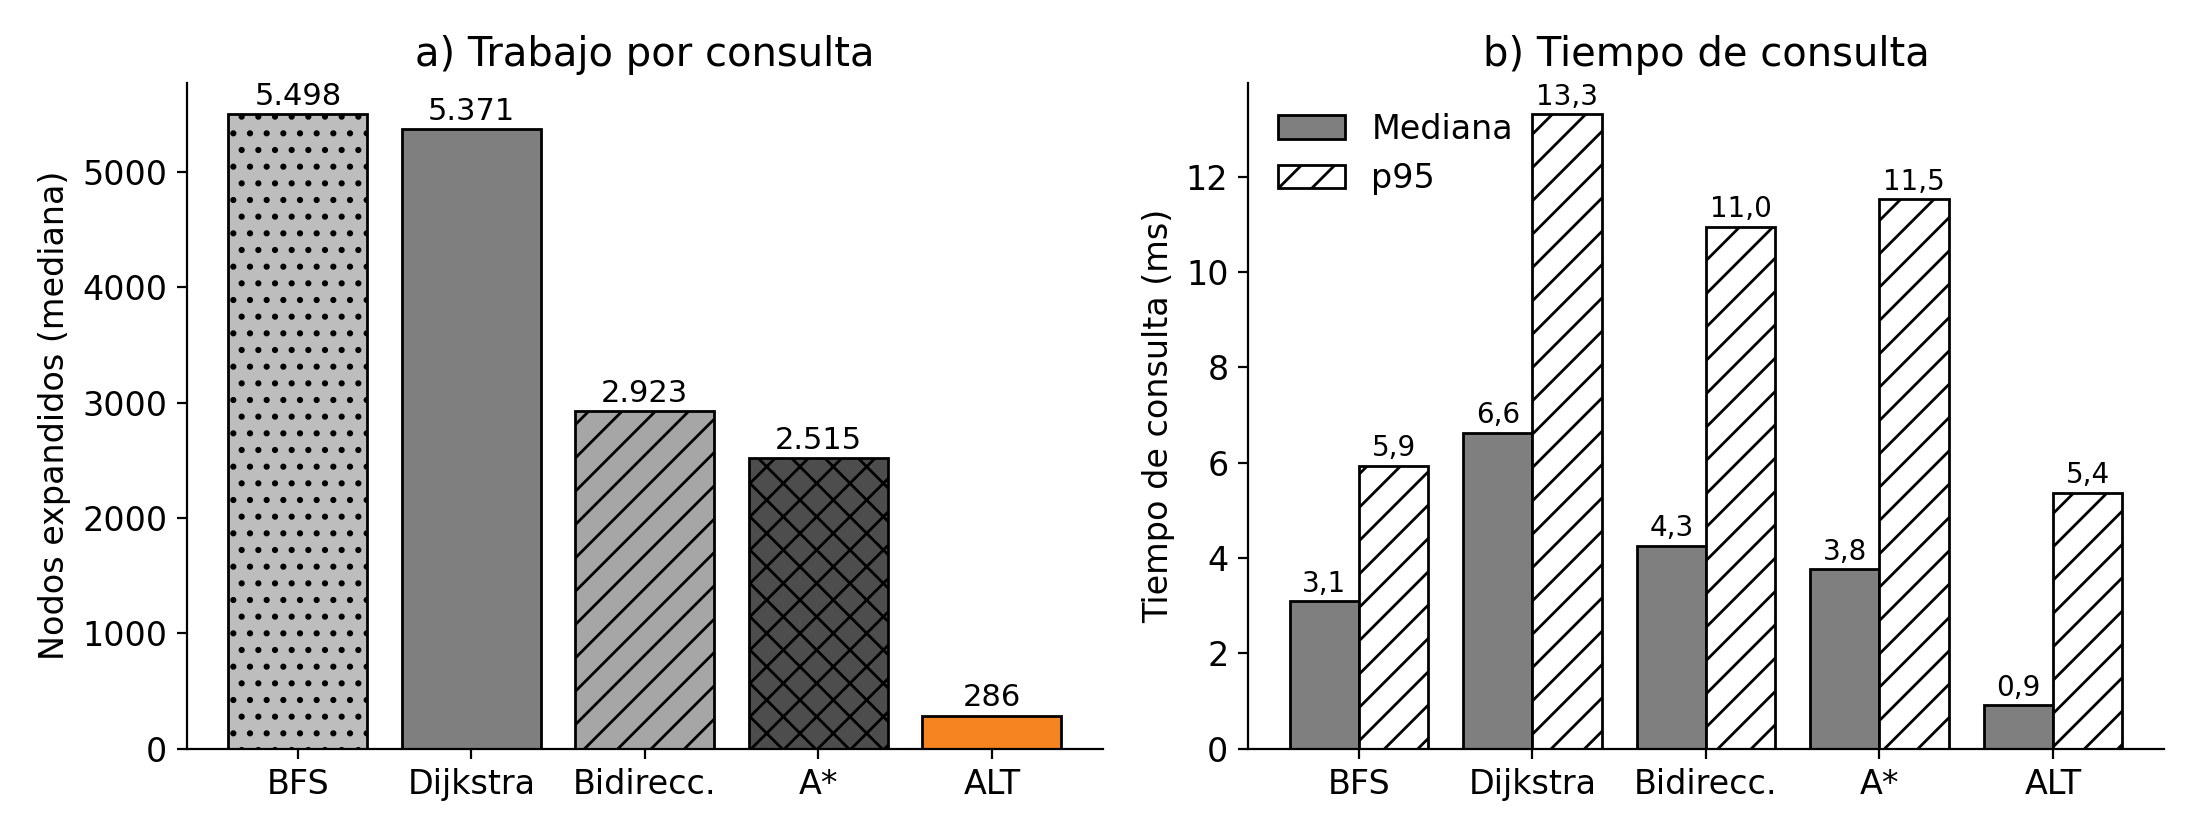 a) Trabajo por consulta
Nodos expandidos (mediana)
5000
4000
3000
2000
1000
0
5.498
5.371
2.923
2.515
286
BFS
Dijkstra
Bidirecc.
A*
ALT
b) Tiempo de consulta
Tiempo de consulta (ms)
12
10
8
6
4
2
0
Mediana
p95
3,1
5,9
6,6
13,3
4,3
11,0
3,8
11,5
0,9
5,4
BFS
Dijkstra
Bidirecc.
A*
ALT